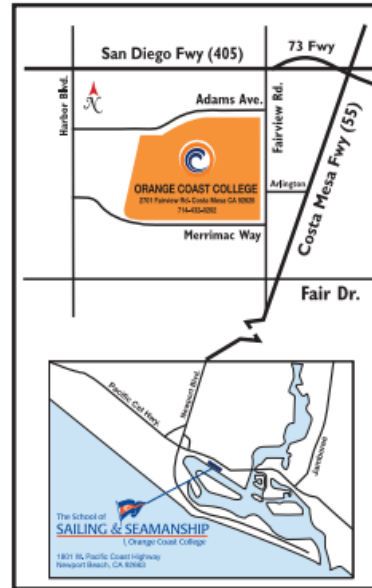 San Diego Fwy (405)
73 Fwy
Harbor Blvd.
N
Adams Ave.
Fairview Rd.
Costa Mesa Fwy (55)
ORANGE COAST COLLEGE
2701 Fairview Rd. Costa Mesa CA 92626
714-432-0202
Arlington
Merrimac Way
Fair Dr.
Pacific Cst Hwy.
Newport Blvd.
Jamboree
The School of
SAILING & SEAMANSHIP
Orange Coast College
1801 W. Pacific Coast Highway
Newport Beach, CA 92663